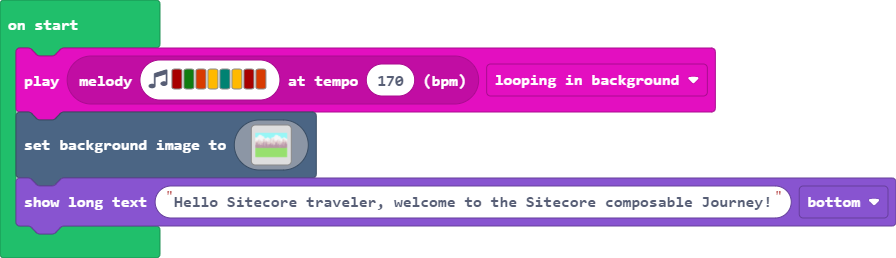 on start
play melody at tempo 170 (bpm) looping in background
set background image to
show long text "Hello Sitecore traveler, welcome to the Sitecore composable Journey!" bottom